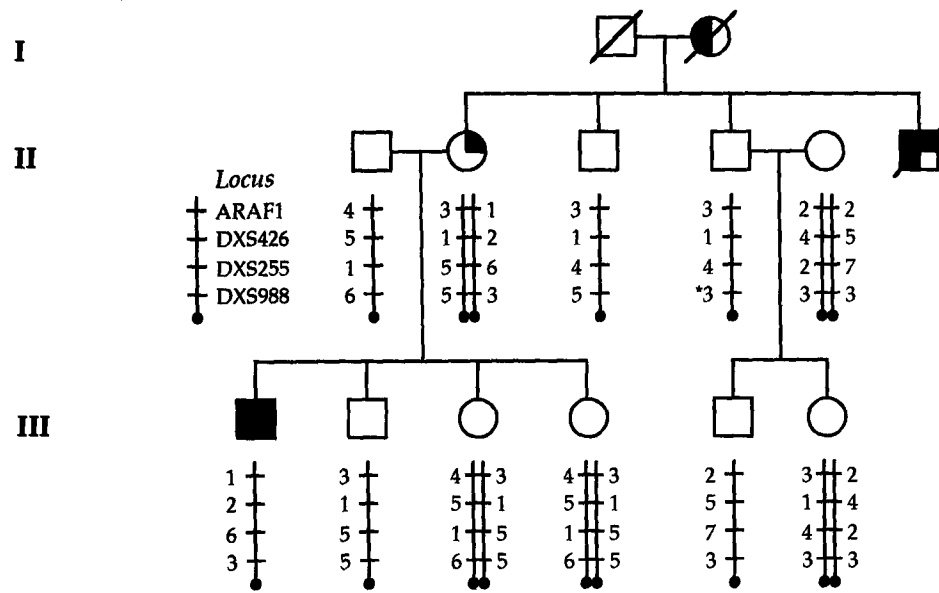 I
II
Locus
ARAF1 4 3 1 3 3 2 2
DXS426 5 1 2 1 1 4 5
DXS255 1 5 6 4 4 2 7
DXS988 6 5 3 5 *3 3 3
III
1 3 4 3 4 3 2 3 2
2 1 5 1 5 1 5 1 4
6 5 1 5 1 5 7 4 2
3 5 6 5 6 5 3 3 3